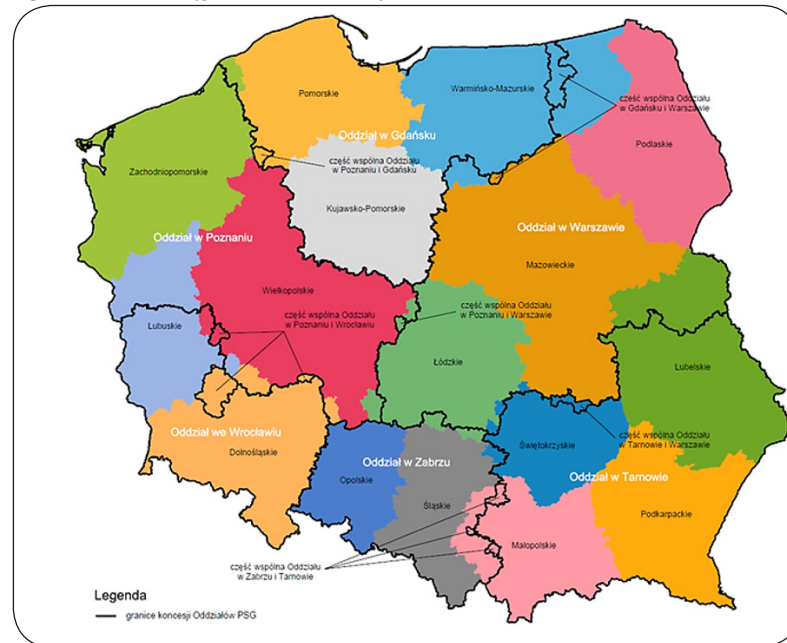 Pomorskie
Warmińsko-Mazurskie
część wspólna Oddziału
w Gdańsku i Warszawie
Oddział w Gdańsku
Podlaskie
część wspólna Oddziału
w Poznaniu i Gdańsku
Zachodniopomorskie
Kujawsko-Pomorskie
Oddział w Poznaniu
Oddział w Warszawie
Mazowieckie
Wielkopolskie
część wspólna Oddziału
w Poznaniu i Wrocławiu
część wspólna Oddziału
w Poznaniu i Warszawie
Lubuskie
Łódzkie
Lubelskie
Oddział we Wrocławiu
Dolnośląskie
Świętokrzyskie
część wspólna Oddziału
w Tarnowie i Warszawie
Oddział w Zabrzu
Opolskie
Śląskie
Oddział w Tarnowie
Podkarpackie
Małopolskie
część wspólna Oddziału
w Zabrzu i Tarnowie
Legenda
granice koncesji Oddziałów PSG